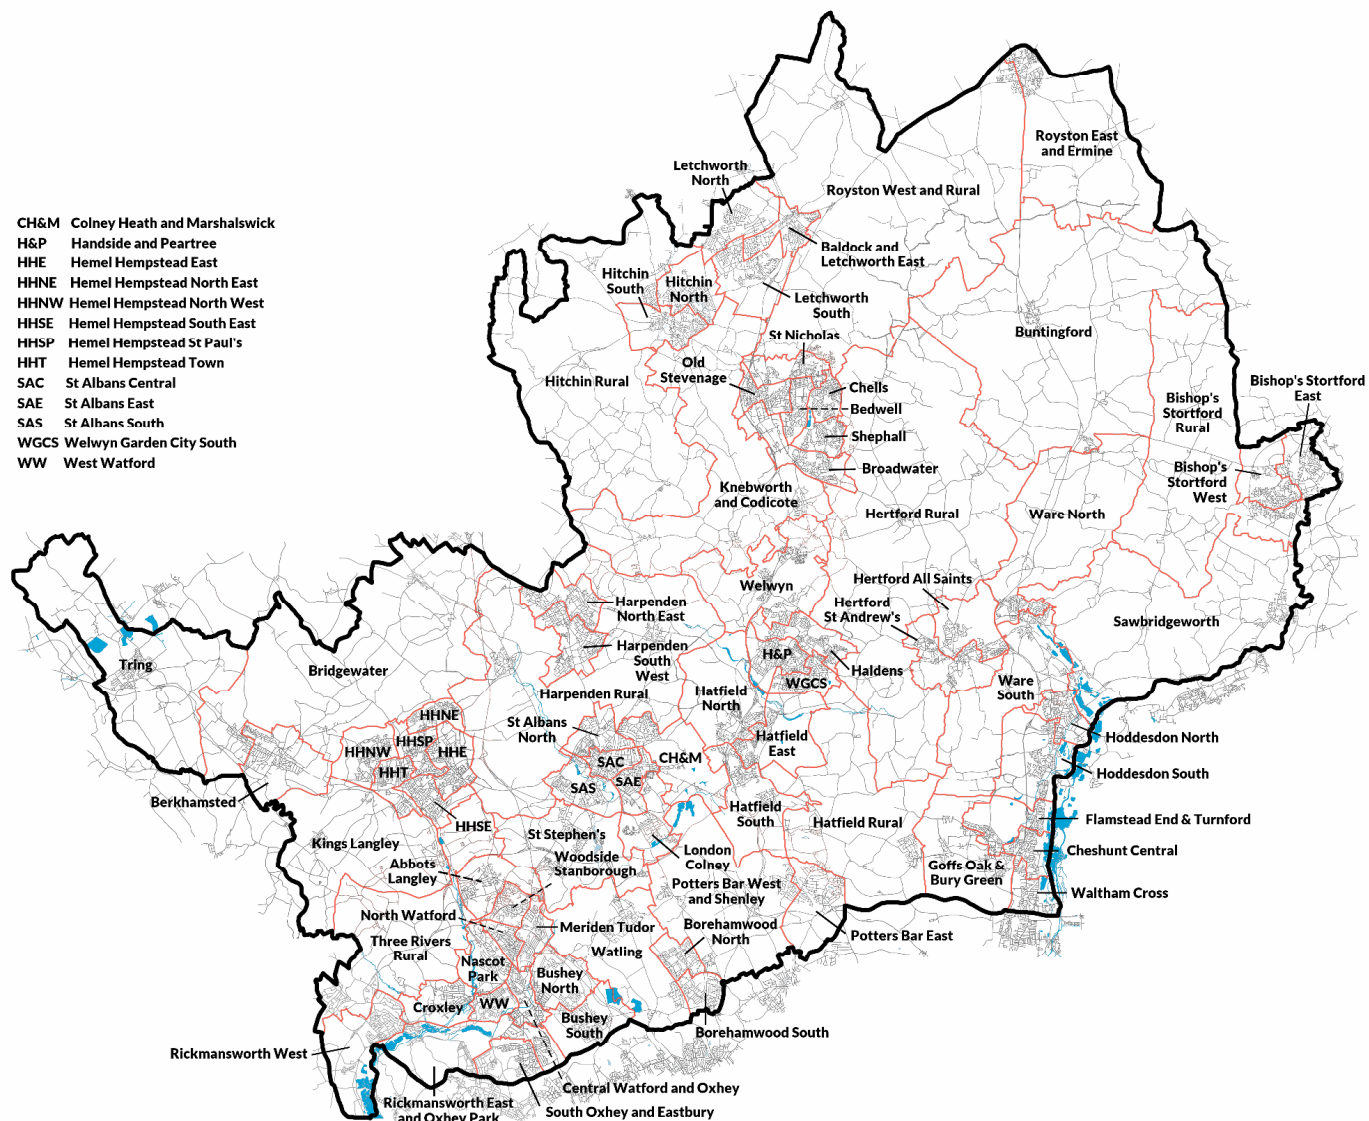 CH&M Colney Heath and Marshalswick
H&P Handside and Peartree
HHE Hemel Hempstead East
HHNE Hemel Hempstead North East
HHNW Hemel Hempstead North West
HHSE Hemel Hempstead South East
HHSP Hemel Hempstead St Paul's
HHT Hemel Hempstead Town
SAC St Albans Central
SAE St Albans East
SAS St Albans South
WGCS Welwyn Garden City South
WW West Watford
Royston East
and Ermine
Letchworth
North
Royston West and Rural
Baldock and
Letchworth East
Hitchin
South
Hitchin
North
Letchworth
South
Buntingford
St Nicholas
Old
Stevenage
Hitchin Rural
Chells
Bedwell
Shephall
Broadwater
Bishop's Stortford
East
Bishop's
Stortford
Rural
Bishop's
Stortford
West
Knebworth
and Codicote
Hertford Rural
Ware North
Welwyn
Hertford All Saints
Hertford
St Andrew's
Harpenden
North East
Sawbridgeworth
Harpenden
South
West
H&P
Haldens
WGCS
Tring
Bridgewater
Harpenden Rural
Hatfield
North
Ware
South
HHNE
HHSP
HHNW
HHE
HHT
St Albans
North
SAC
SAE
SAS
CH&M
Hatfield
East
Hoddesdon North
Hoddesdon South
Berkhamsted
HHSE
Hatfield
South
Hatfield Rural
Flamstead End & Turnford
Kings Langley
St Stephen's
London
Colney
Cheshunt Central
Abbots
Langley
Woodside
Stanborough
Goffs Oak &
Bury Green
Potters Bar West
and Shenley
Waltham Cross
North Watford
Meriden Tudor
Borehamwood
North
Potters Bar East
Three Rivers
Rural
Watling
Nascot
Park
Bushey
North
Croxley
WW
Bushey
South
Borehamwood South
Rickmansworth West
Central Watford and Oxhey
Rickmansworth East
and Oxhey Park
South Oxhey and Eastbury